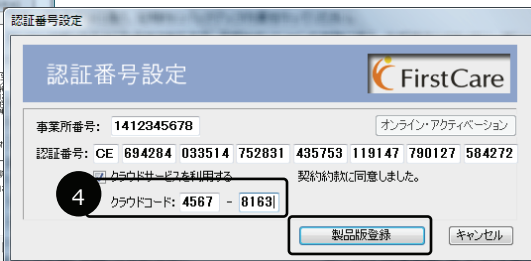 認証番号設定
認証番号設定
FirstCare
事業所番号: 1412345678 オンライン・アクティベーション
認証番号: CE 694284 033514 752831 435753 119147 790127 584272
クラウドサービスを利用する 契約約款に同意しました。
4 クラウドコード: 4567 - 8163
製品版登録 キャンセル